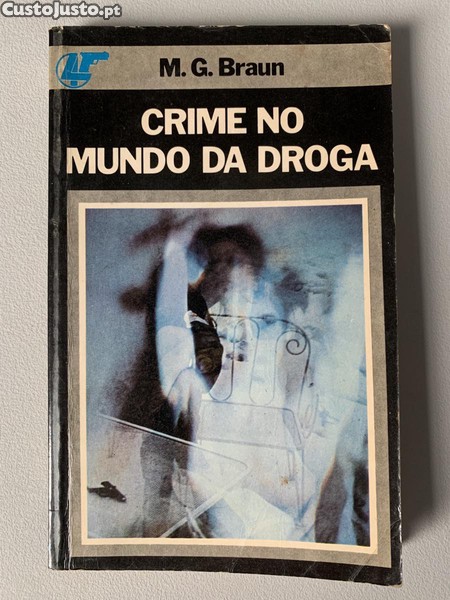 CustoJusto.pt
M. G. Braun
CRIME NO
MUNDO DA DROGA